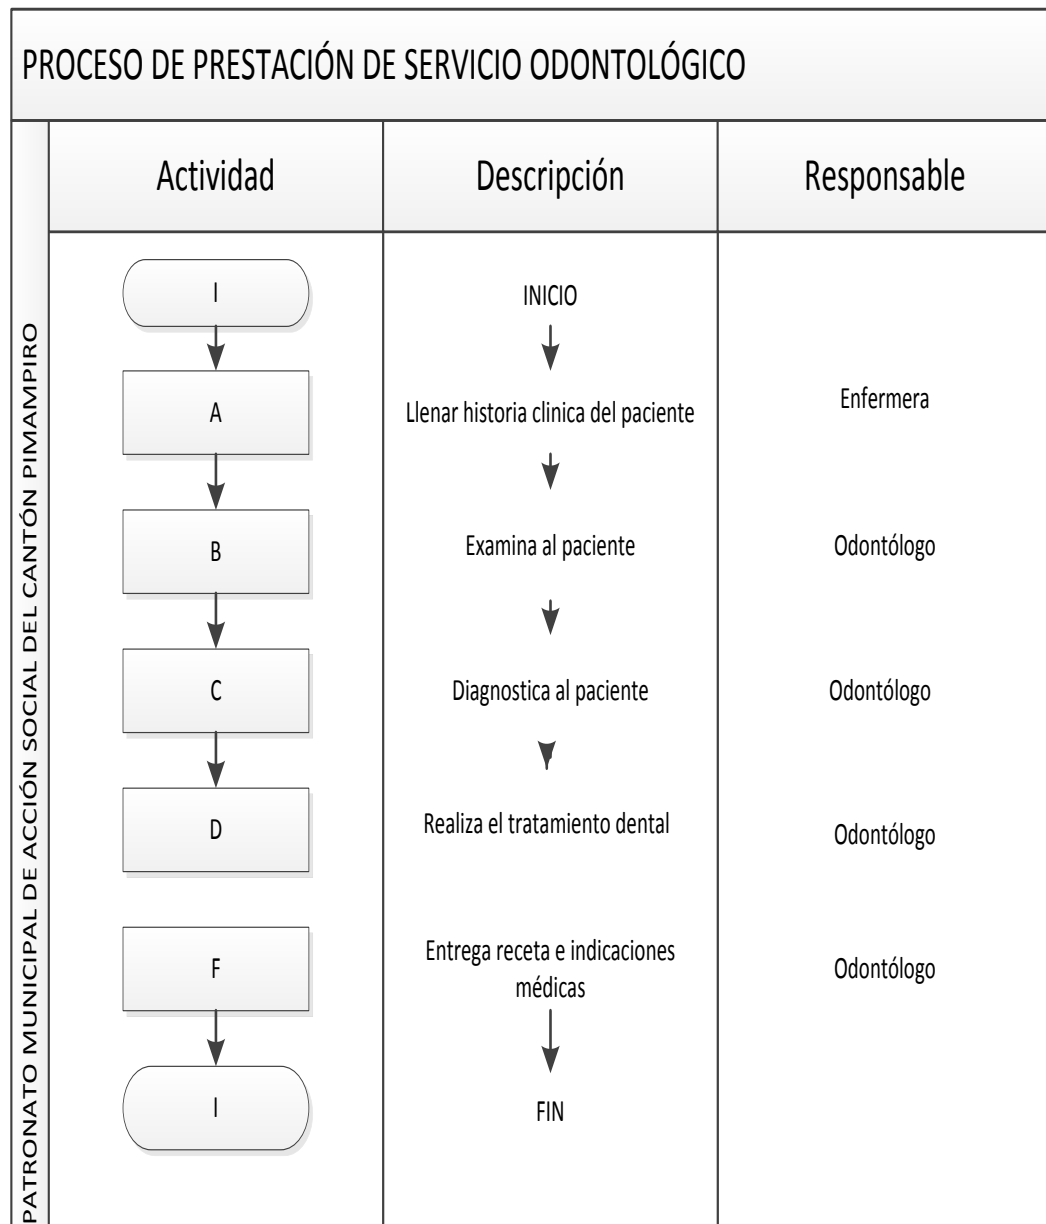 PROCESO DE PRESTACIÓN DE SERVICIO ODONTOLÓGICO
PATRONATO MUNICIPAL DE ACCIÓN SOCIAL DEL CANTÓN PIMAMPIRO
Actividad
Descripción
Responsable
I
INICIO
A
Llenar historia clinica del paciente
Enfermera
B
Examina al paciente
Odontólogo
C
Diagnostica al paciente
Odontólogo
D
Realiza el tratamiento dental
Odontólogo
F
Entrega receta e indicaciones
médicas
Odontólogo
I
FIN